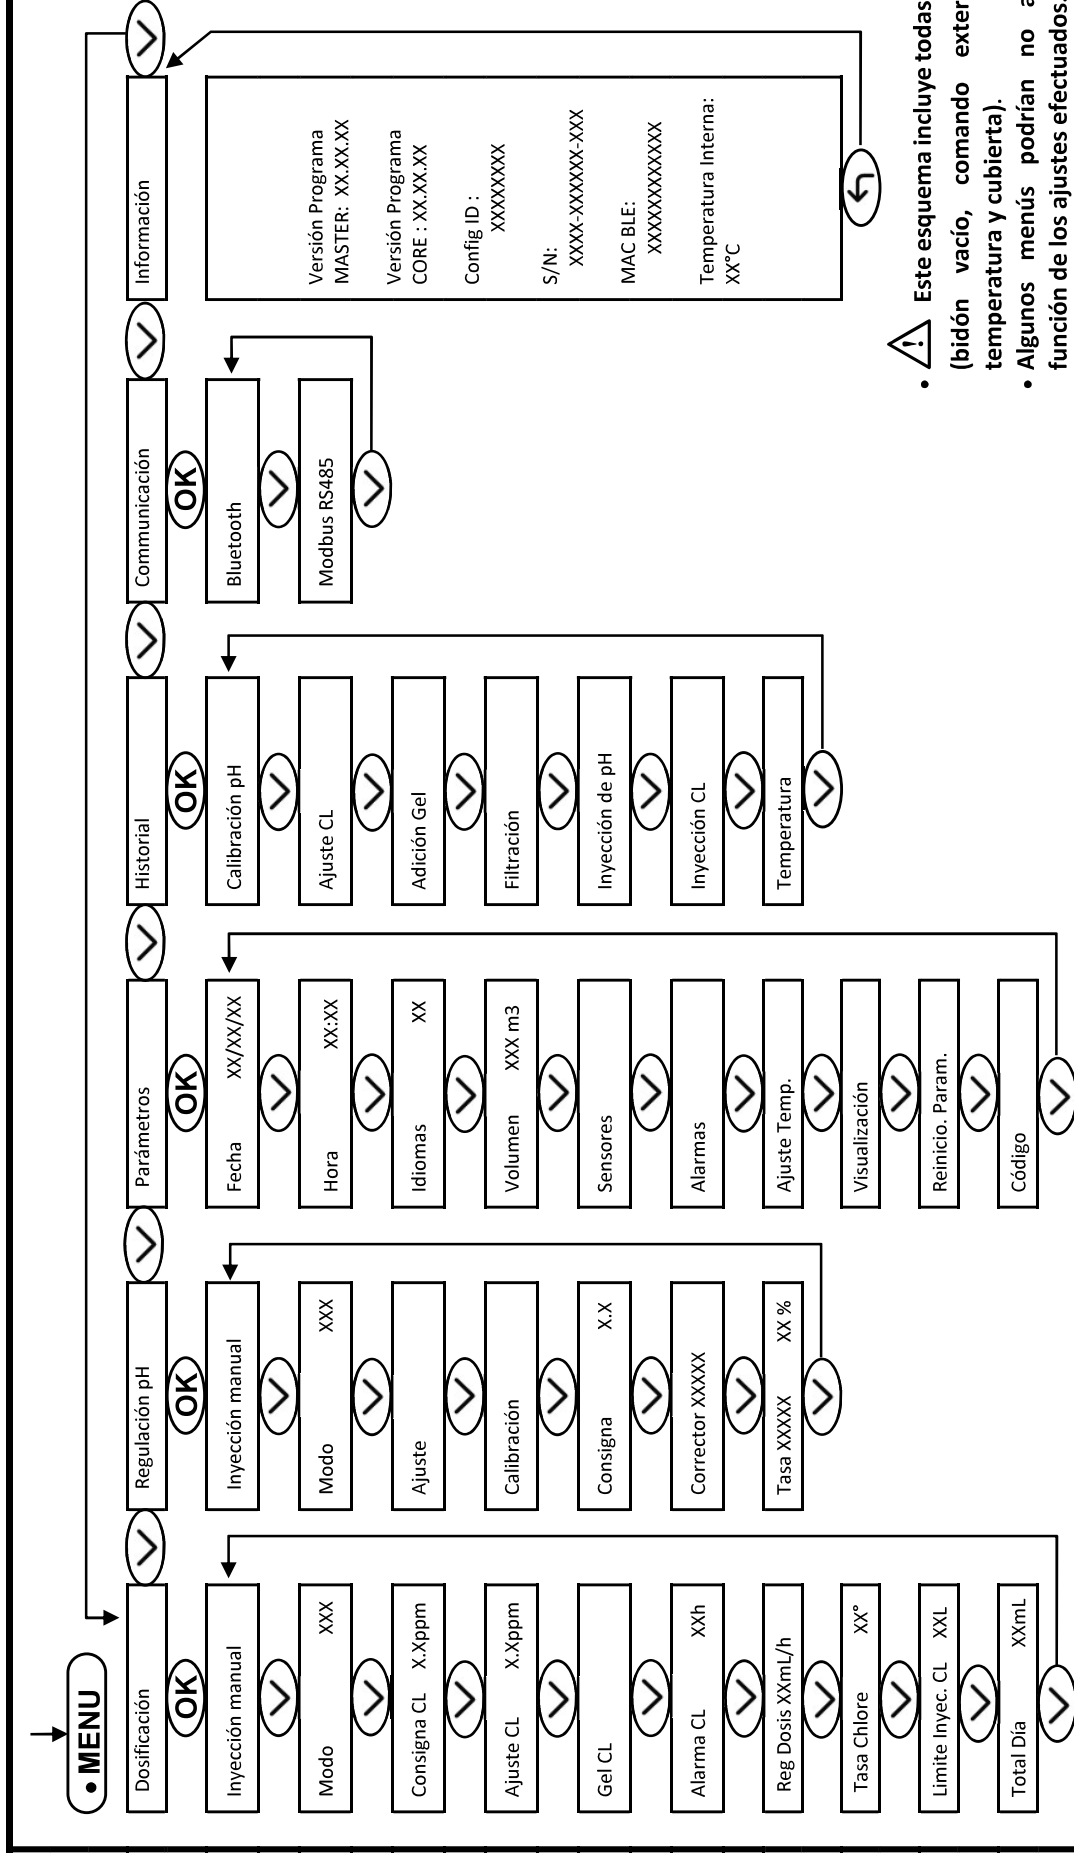 • MENU
Dosificación
OK
Inyección manual
Modo XXX
Consigna CL X.Xppm
Ajuste CL X.Xppm
Gel CL
Alarma CL XXh
Reg Dosis XXmL/h
Tasa Chlore XX°
Limite Inyec. CL XXL
Total Día XXmL
Regulación pH
OK
Inyección manual
Modo XXX
Ajuste
Calibración
Consigna X.X
Corrector XXXXX
Tasa XXXXX XX %
Parámetros
OK
Fecha XX/XX/XX
Hora XX:XX
Idiomas XX
Volumen XXX m3
Sensores
Alarmas
Ajuste Temp.
Visualización
Reinicio. Param.
Código
Historial
OK
Calibración pH
Ajuste CL
Adición Gel
Filtración
Inyección de pH
Inyección CL
Temperatura
Communicación
OK
Bluetooth
Modbus RS485
Información
Versión Programa
MASTER: XX.XX.XX
Versión Programa
CORE : XX.XX.XX
Config ID :
XXXXXXXX
S/N:
XXXX-XXXXXX-XXX
MAC BLE:
XXXXXXXXXXXX
Temperatura Interna:
XX°C
• Este esquema incluye todas
(bidón vacío, comando exter
temperatura y cubierta).
• Algunos menús podrían no a
función de los ajustes efectuados.